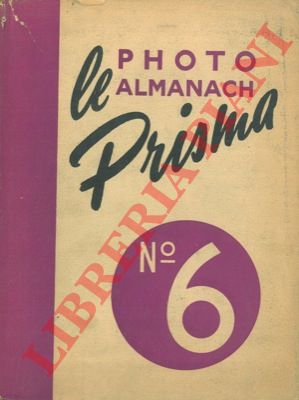 le PHOTO
ALMANACH
Prisma
No
6
LIBRERIA PIANI